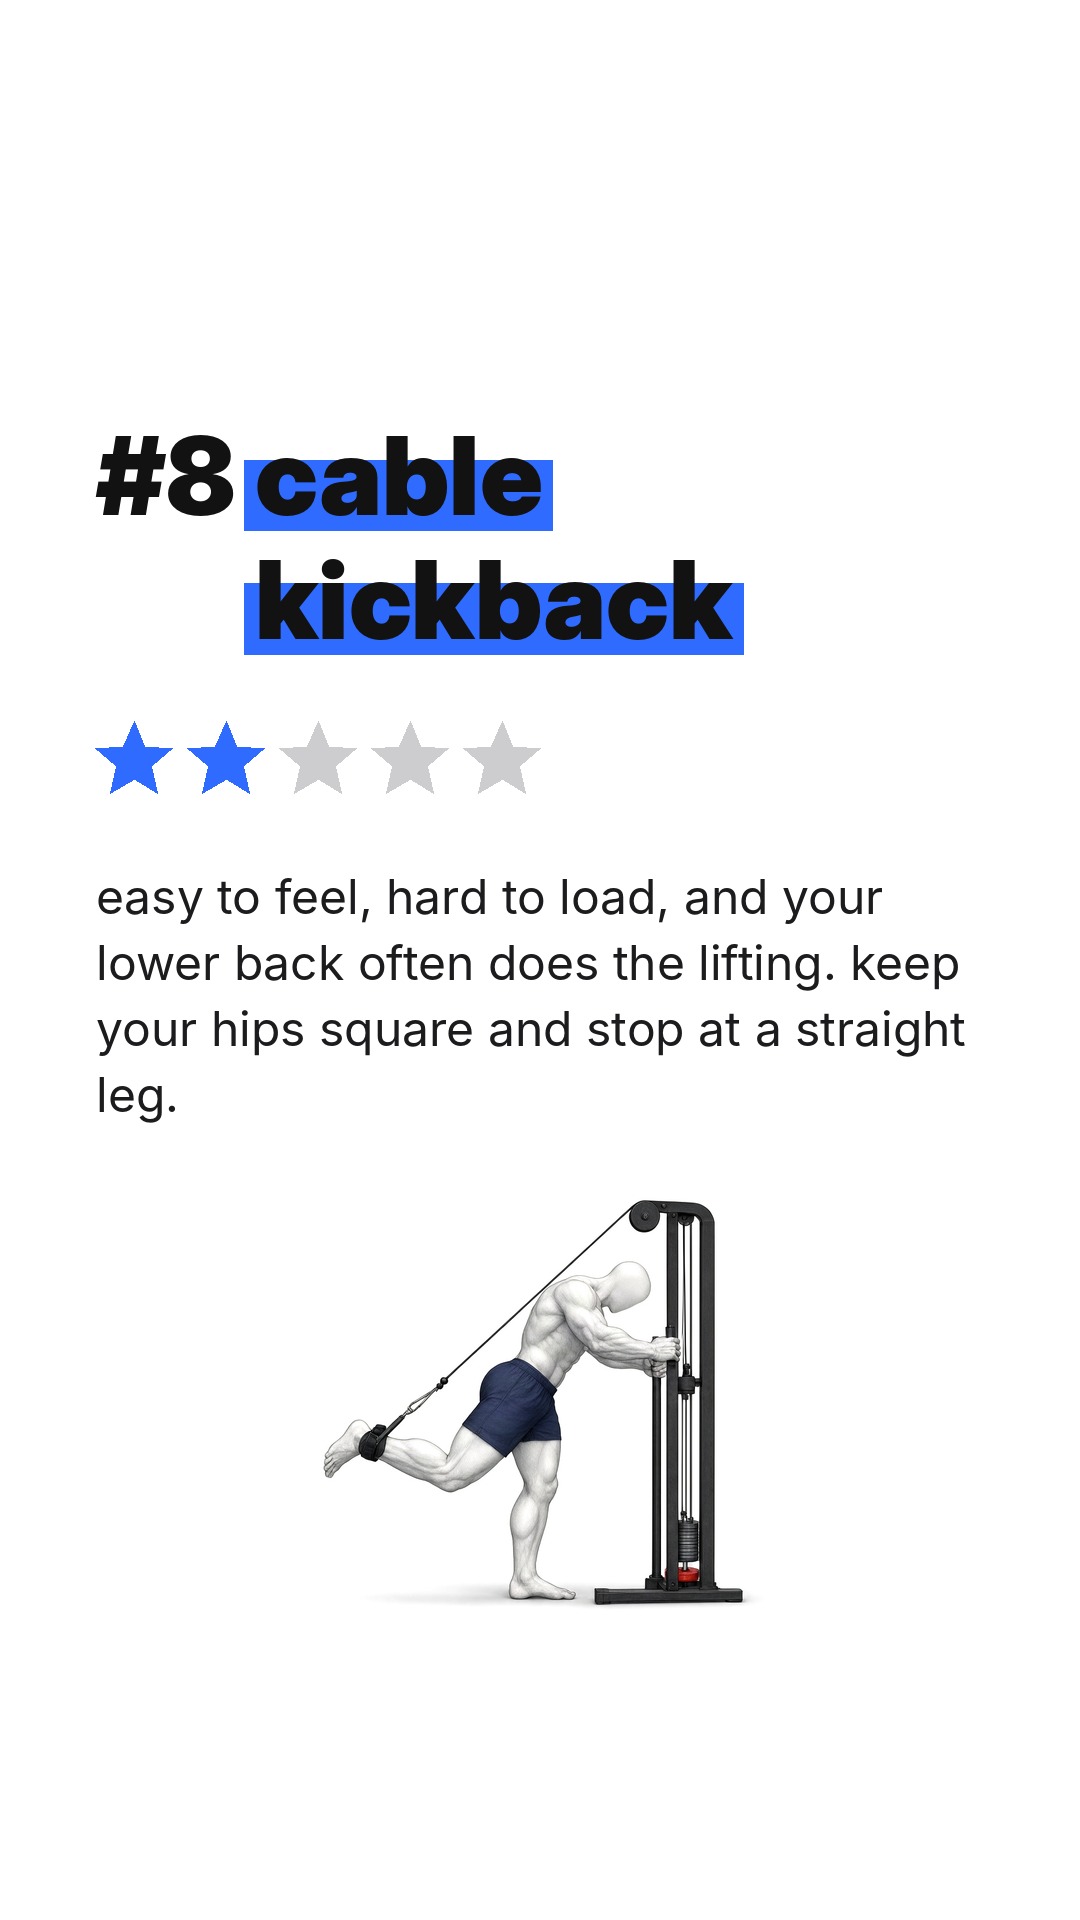 #8 cable
kickback
easy to feel, hard to load, and your
lower back often does the lifting. keep
your hips square and stop at a straight
leg.